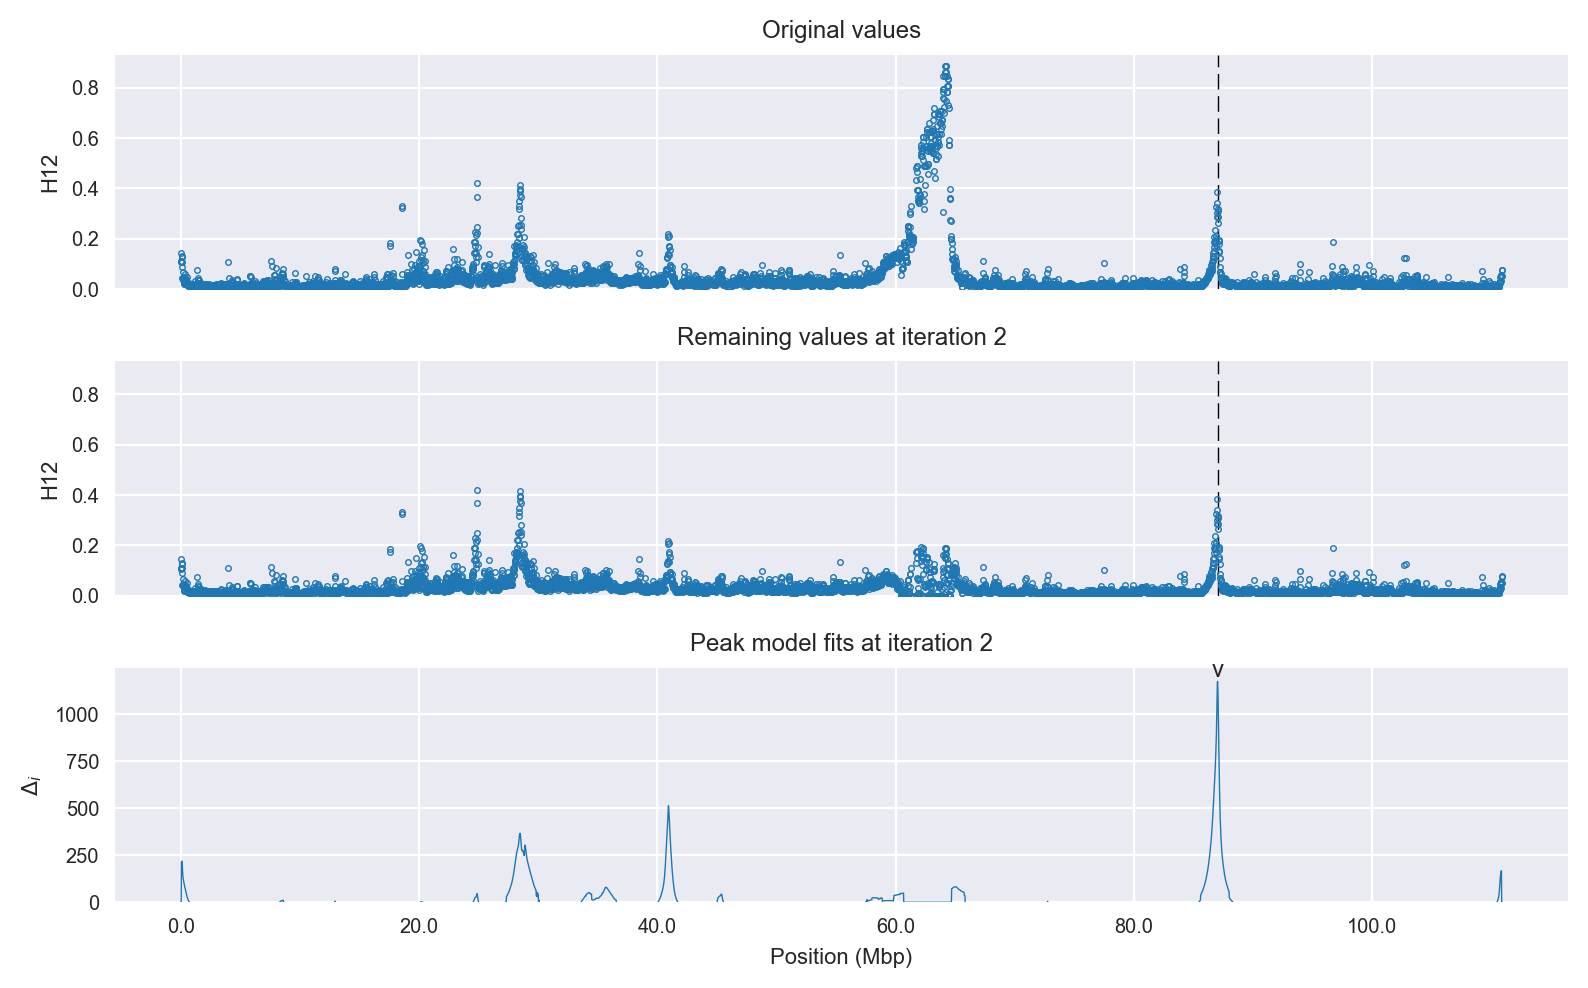 Original values
H12
0.8
0.6
0.4
0.2
0.0
Remaining values at iteration 2
H12
0.8
0.6
0.4
0.2
0.0
Peak model fits at iteration 2
v
Δi
1000
750
500
250
0
0.0 20.0 40.0 60.0 80.0 100.0
Position (Mbp)